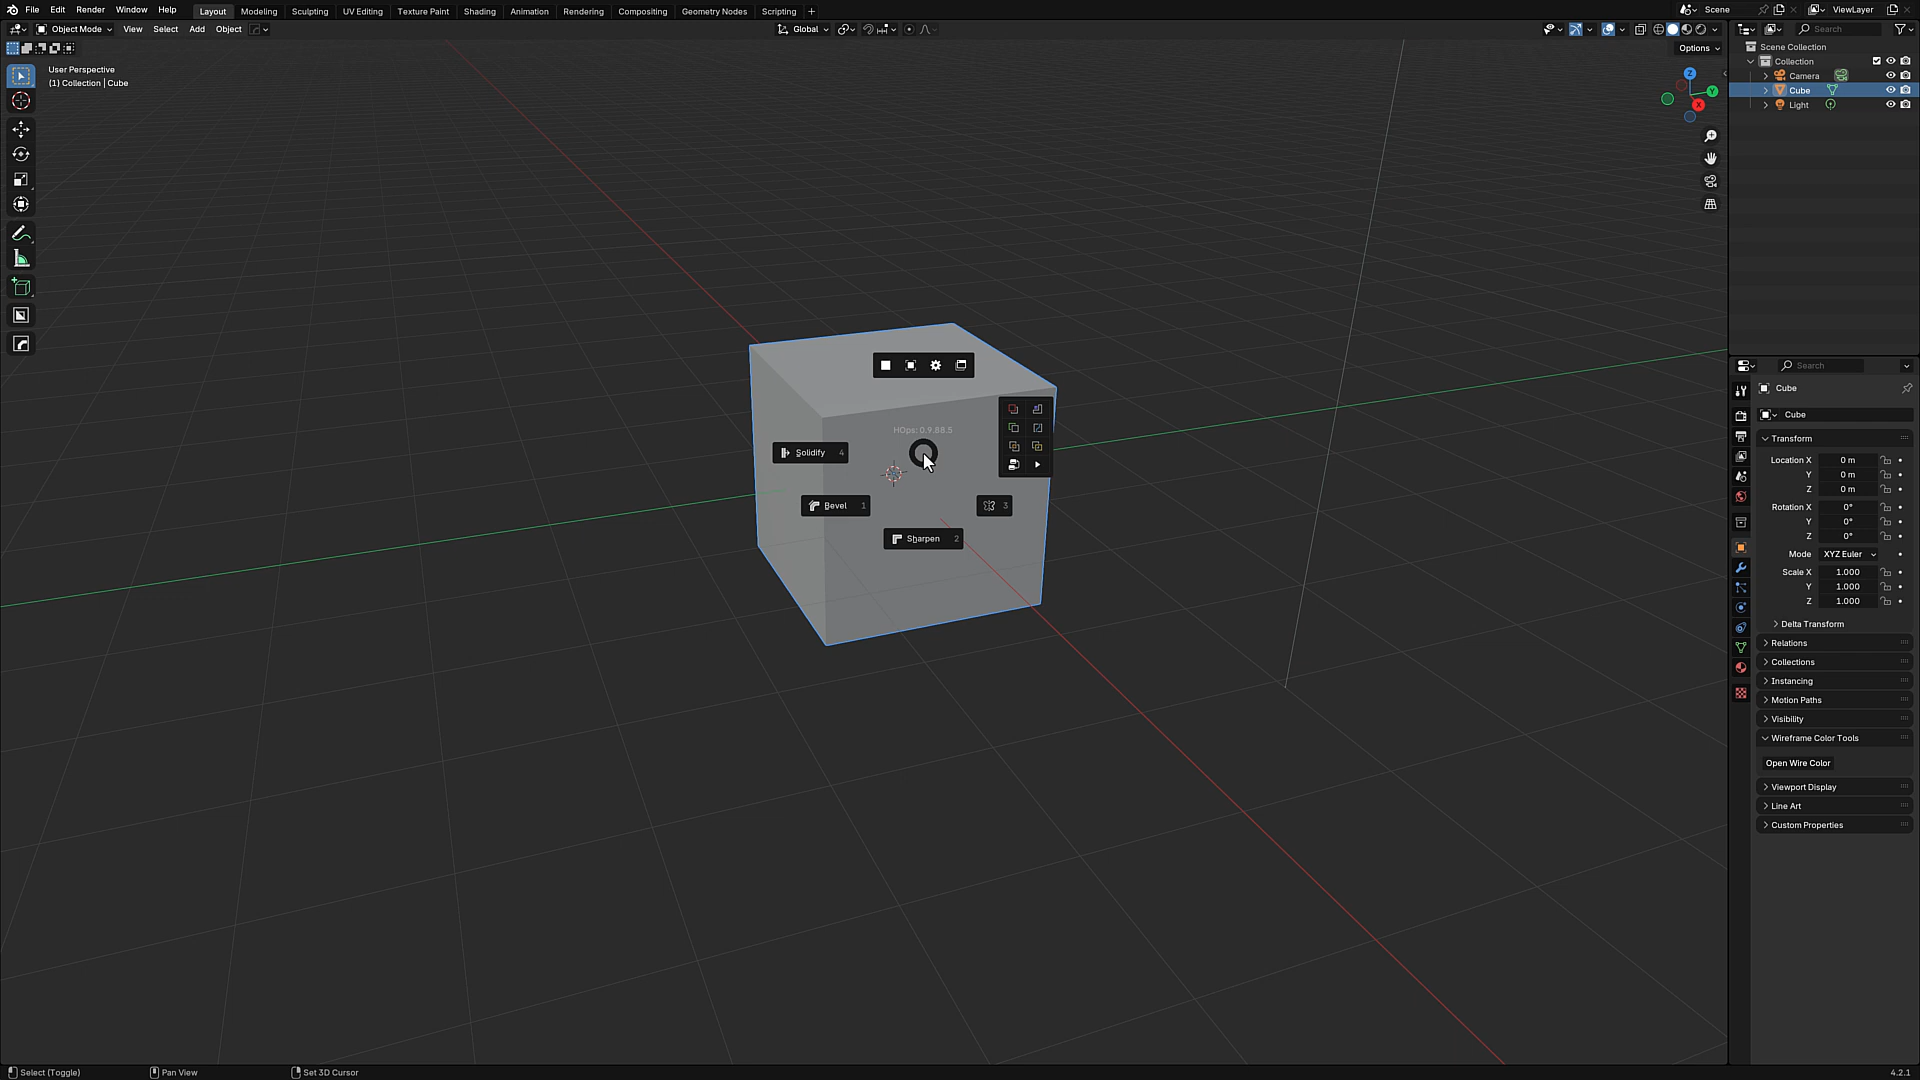 File Edit Render Window Help Layout Modeling Sculpting UV Editing Texture Paint Shading Animation Rendering Compositing Geometry Nodes Scripting + Scene ViewLayer
Object Mode View Select Add Object Global Search
Options
User Perspective
(1) Collection | Cube
Z
Y
X
Scene Collection
Collection
Camera
Cube
Light
HOps: 0.9.88.5
Solidify 4
Bevel 1
3
Sharpen 2
Search
Cube
Cube
Transform
Location X 0 m
Y 0 m
Z 0 m
Rotation X 0°
Y 0°
Z 0°
Mode XYZ Euler
Scale X 1.000
Y 1.000
Z 1.000
Delta Transform
Relations
Collections
Instancing
Motion Paths
Visibility
Wireframe Color Tools
Open Wire Color
Viewport Display
Line Art
Custom Properties
Select (Toggle) Pan View Set 3D Cursor 4.2.1